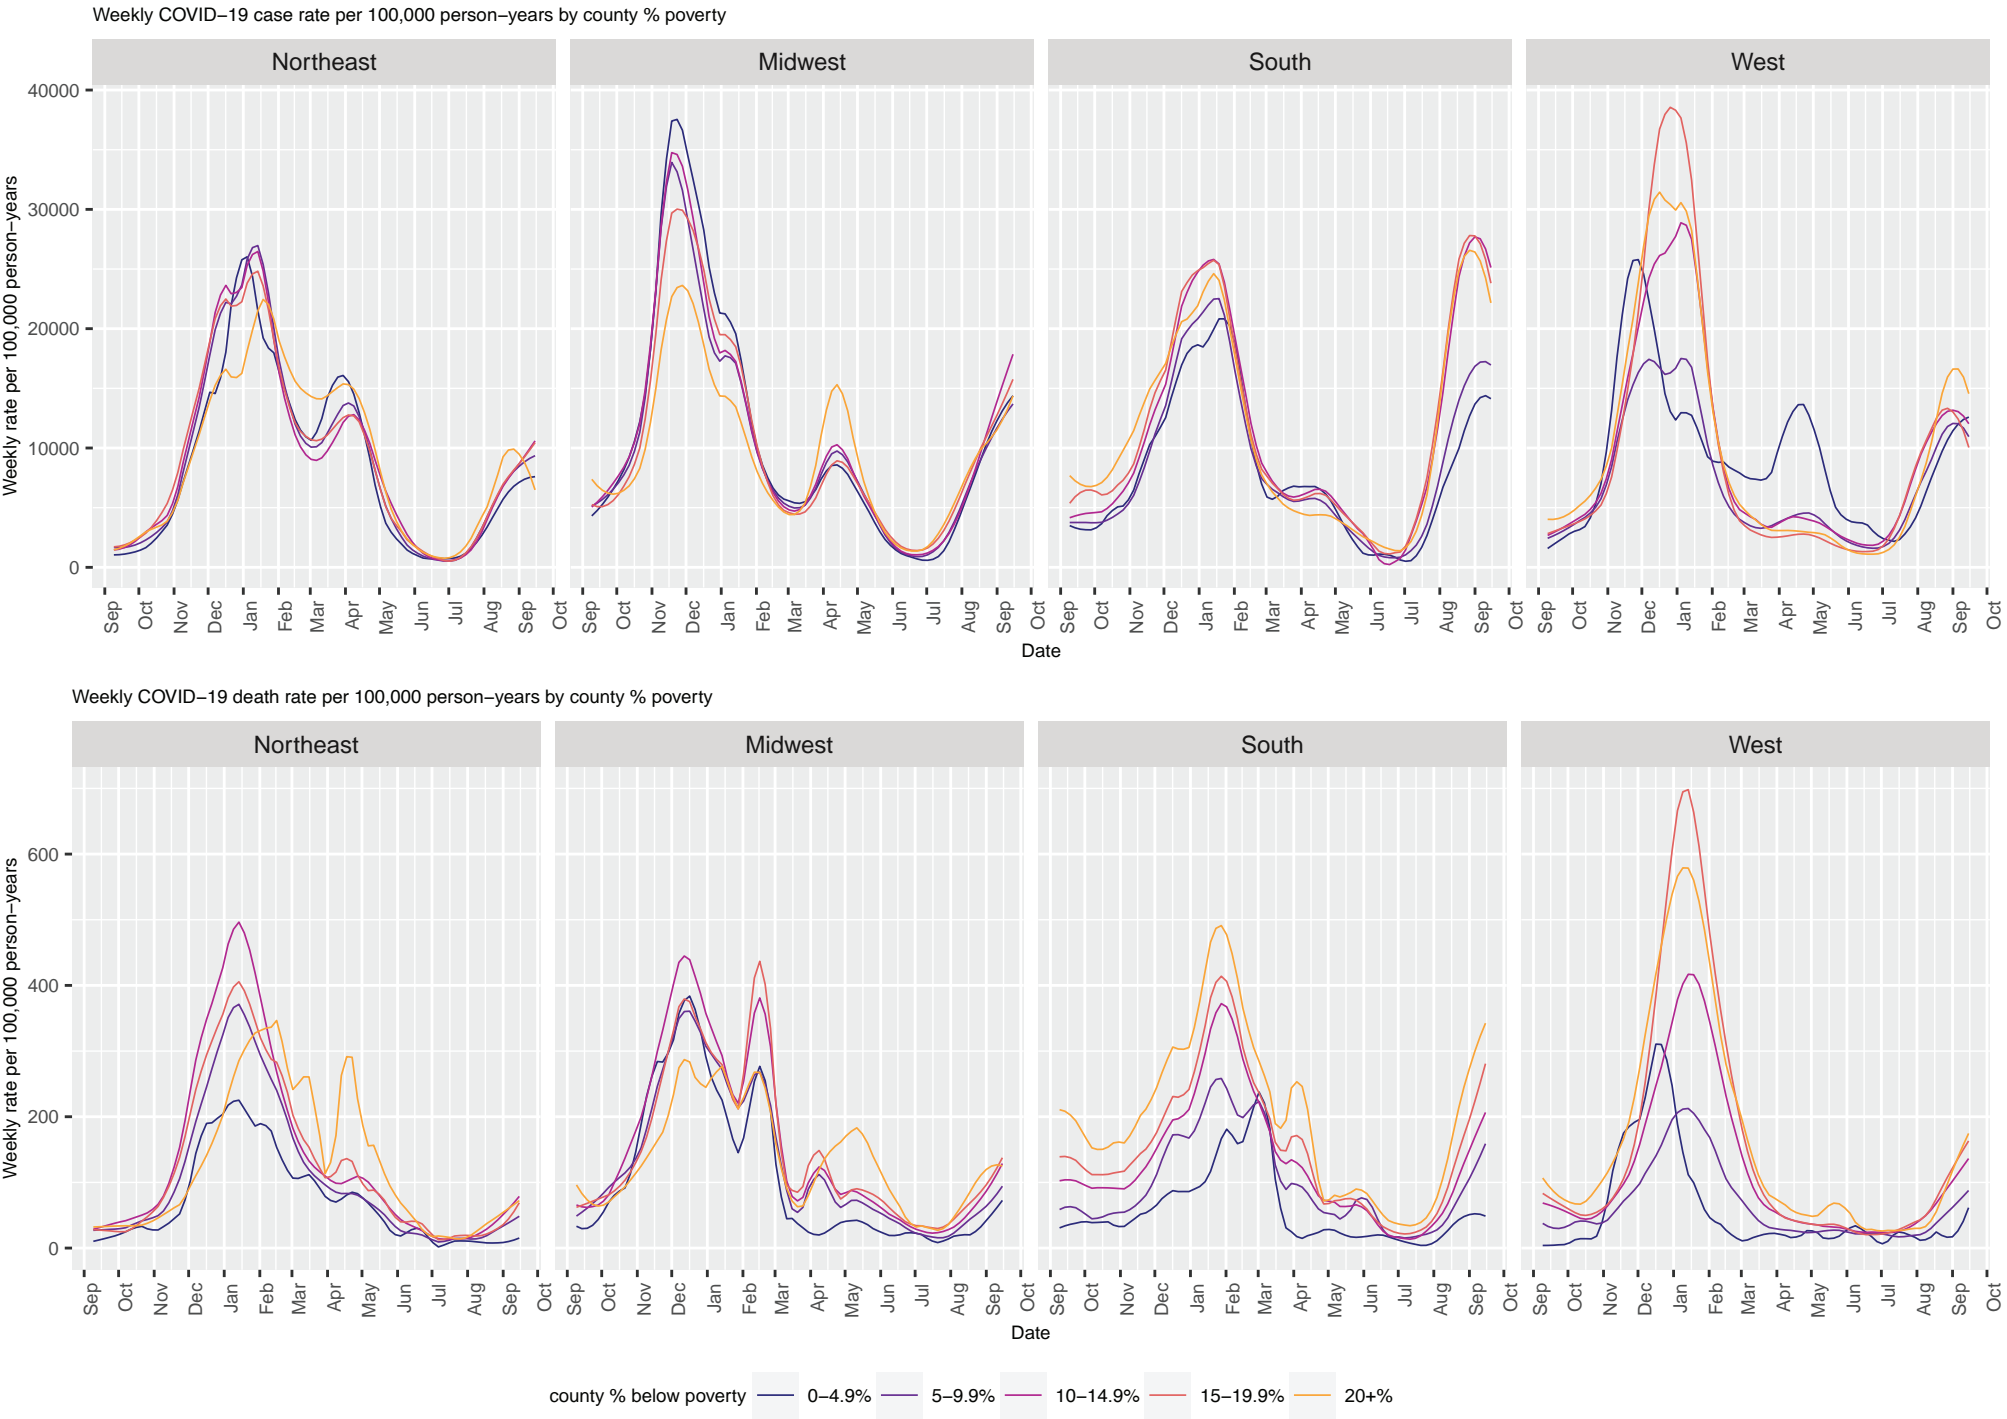 Weekly COVID−19 case rate per 100,000 person−years by county % poverty
Northeast Midwest South West
Weekly rate per 100,000 person−years
40000
30000
20000
10000
0
Sep Oct Nov Dec Jan Feb Mar Apr May Jun Jul Aug Sep Oct
Sep Oct Nov Dec Jan Feb Mar Apr May Jun Jul Aug Sep Oct
Sep Oct Nov Dec Jan Feb Mar Apr May Jun Jul Aug Sep Oct
Sep Oct Nov Dec Jan Feb Mar Apr May Jun Jul Aug Sep Oct
Date
Weekly COVID−19 death rate per 100,000 person−years by county % poverty
Northeast Midwest South West
Weekly rate per 100,000 person−years
600
400
200
0
Sep Oct Nov Dec Jan Feb Mar Apr May Jun Jul Aug Sep Oct
Sep Oct Nov Dec Jan Feb Mar Apr May Jun Jul Aug Sep Oct
Sep Oct Nov Dec Jan Feb Mar Apr May Jun Jul Aug Sep Oct
Sep Oct Nov Dec Jan Feb Mar Apr May Jun Jul Aug Sep Oct
Date
county % below poverty 0−4.9% 5−9.9% 10−14.9% 15−19.9% 20+%